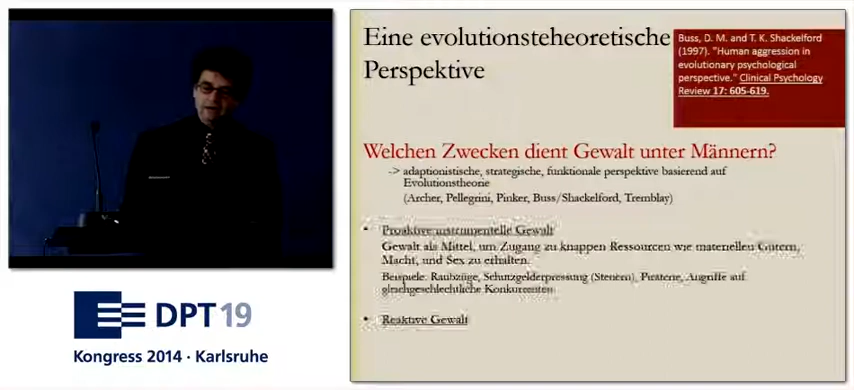 Eine evolutionsteheoretische
Perspektive
Buss, D. M. and T. K. Shackelford
(1997). "Human aggression in
evolutionary psychological
perspective." Clinical Psychology
Review 17: 605-619.
Welchen Zwecken dient Gewalt unter Männern?
-> adaptionistische, strategische, funktionale perspektive basierend auf
Evolutionstheorie
(Archer, Pellegrini, Pinker, Buss/Shackelford, Tremblay)
• Proaktive instrumentelle Gewalt
Gewalt als Mittel, um Zugang zu knappen Ressourcen wie materiellen Gütern,
Macht, und Sex zu erhalten.
Beispiele: Raubzüge, Schutzgelderpressung (Steuern), Piraterie, Angriffe auf
gleichgeschlechtliche Konkurrenten
• Reaktive Gewalt
DPT 19
Kongress 2014 · Karlsruhe